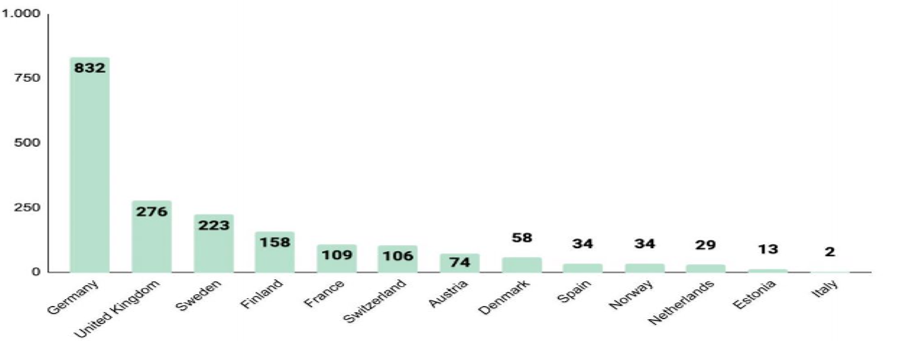 1.000
750
500
250
0
832
276
223
158
109
106
74
58
34
34
29
13
2
Germany
United Kingdom
Sweden
Finland
France
Switzerland
Austria
Denmark
Spain
Norway
Netherlands
Estonia
Italy